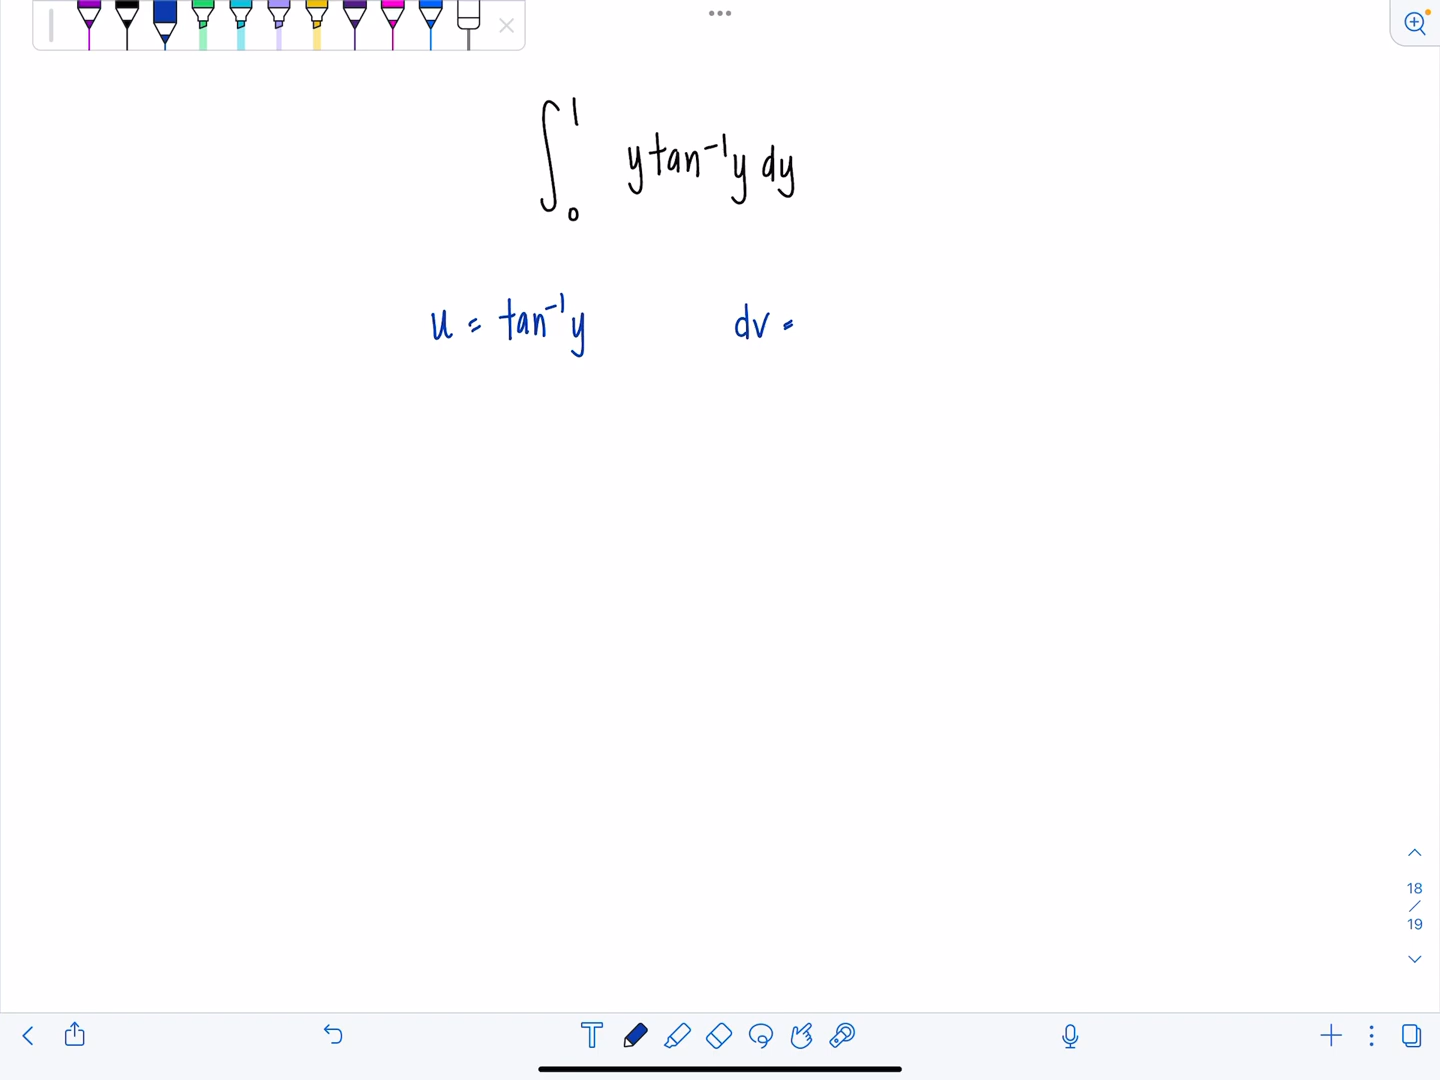 ∫₀¹ y tan⁻¹y dy
u = tan⁻¹y dv =
18
/
19
T